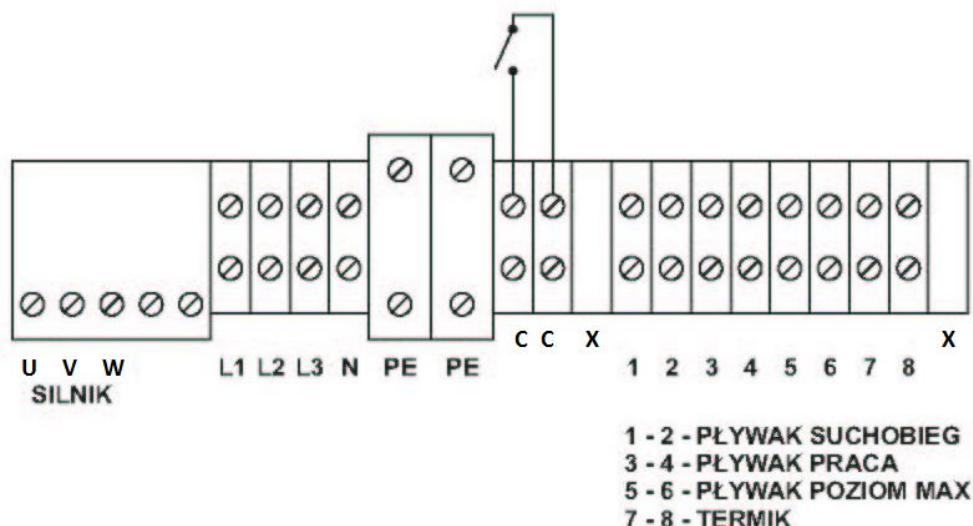 C C X X
U V W L1 L2 L3 N PE PE 1 2 3 4 5 6 7 8
SILNIK
1 - 2 - PŁYWAK SUCHOBIEG
3 - 4 - PŁYWAK PRACA
5 - 6 - PŁYWAK POZIOM MAX
7 - 8 - TERMIK